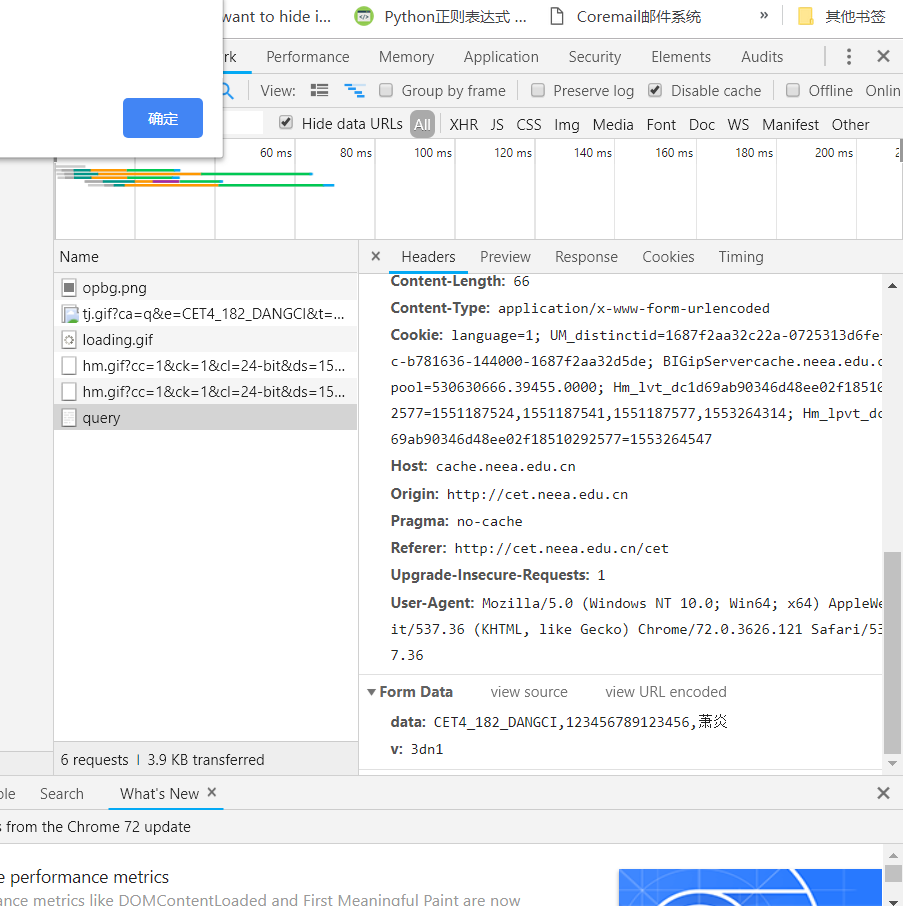 want to hide i...
Python正则表达式 ...
Coremail邮件系统
»
其他书签
rk
Performance
Memory
Application
Security
Elements
Audits
确定
View:
Group by frame
Preserve log
Disable cache
Offline
Onlin
Hide data URLs
All
XHR
JS
CSS
Img
Media
Font
Doc
WS
Manifest
Other
60 ms
80 ms
100 ms
120 ms
140 ms
160 ms
180 ms
200 ms
Name
Headers
Preview
Response
Cookies
Timing
opbg.png
tj.gif?ca=q&e=CET4_182_DANGCI&t=...
loading.gif
hm.gif?cc=1&ck=1&cl=24-bit&ds=15...
hm.gif?cc=1&ck=1&cl=24-bit&ds=15...
query
Content-Length: 66
Content-Type: application/x-www-form-urlencoded
Cookie: language=1; UM_distinctid=1687f2aa32c22a-0725313d6fe
c-b781636-144000-1687f2aa32d5de; BIGipServercache.neea.edu.c
pool=530630666.39455.0000; Hm_lvt_dc1d69ab90346d48ee02f18510
2577=1551187524,1551187541,1551187577,1553264314; Hm_lpvt_dc
69ab90346d48ee02f18510292577=1553264547
Host: cache.neea.edu.cn
Origin: http://cet.neea.edu.cn
Pragma: no-cache
Referer: http://cet.neea.edu.cn/cet
Upgrade-Insecure-Requests: 1
User-Agent: Mozilla/5.0 (Windows NT 10.0; Win64; x64) AppleWe
it/537.36 (KHTML, like Gecko) Chrome/72.0.3626.121 Safari/53
7.36
Form Data
view source
view URL encoded
data: CET4_182_DANGCI,123456789123456,萧炎
v: 3dn1
6 requests
3.9 KB transferred
ole
Search
What's New
s from the Chrome 72 update
e performance metrics
ance metrics like DOMContentLoaded and First Meaningful Paint are now